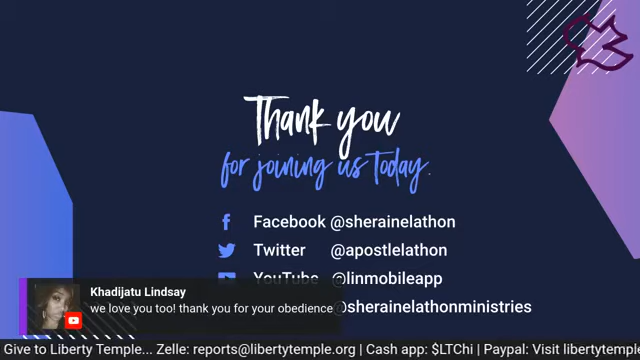 Thank you
for joining us today.
Facebook @sherainelathon
Twitter @apostlelathon
YouTube @linmobileapp
@sherainelathonministries
Khadijatu Lindsay
we love you too! thank you for your obedience
Give to Liberty Temple... Zelle: reports@libertytemple.org | Cash app: $LTChi | Paypal: Visit libertytemple